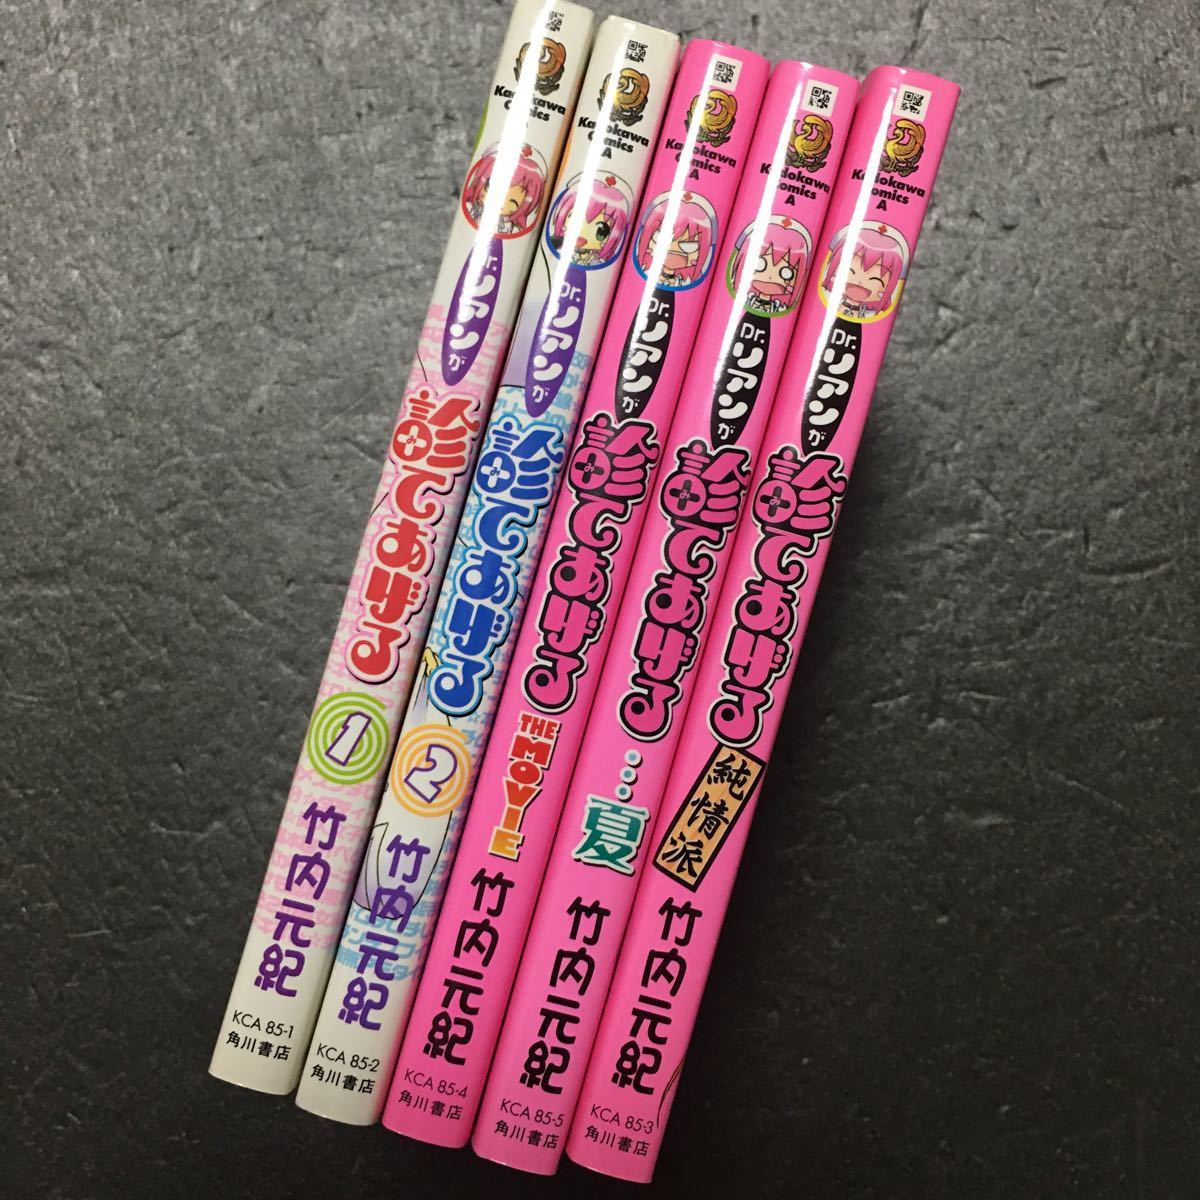 Kadokawa
Comics
A
Dr.リアンが
診てあげる
み
1
竹内元紀
KCA 85-1
角川書店
Kadokawa
Comics
A
Dr.リアンが
診てあげる
み
2
竹内元紀
KCA 85-2
角川書店
Kadokawa
Comics
A
Dr.リアンが
診てあげる
み
THE
MOVIE
竹内元紀
KCA 85-4
角川書店
Kadokawa
Comics
A
Dr.リアンが
診てあげる
み
…夏
竹内元紀
KCA 85-5
角川書店
Kadokawa
Comics
A
Dr.リアンが
診てあげる
み
純情派
竹内元紀
KCA 85-3
角川書店